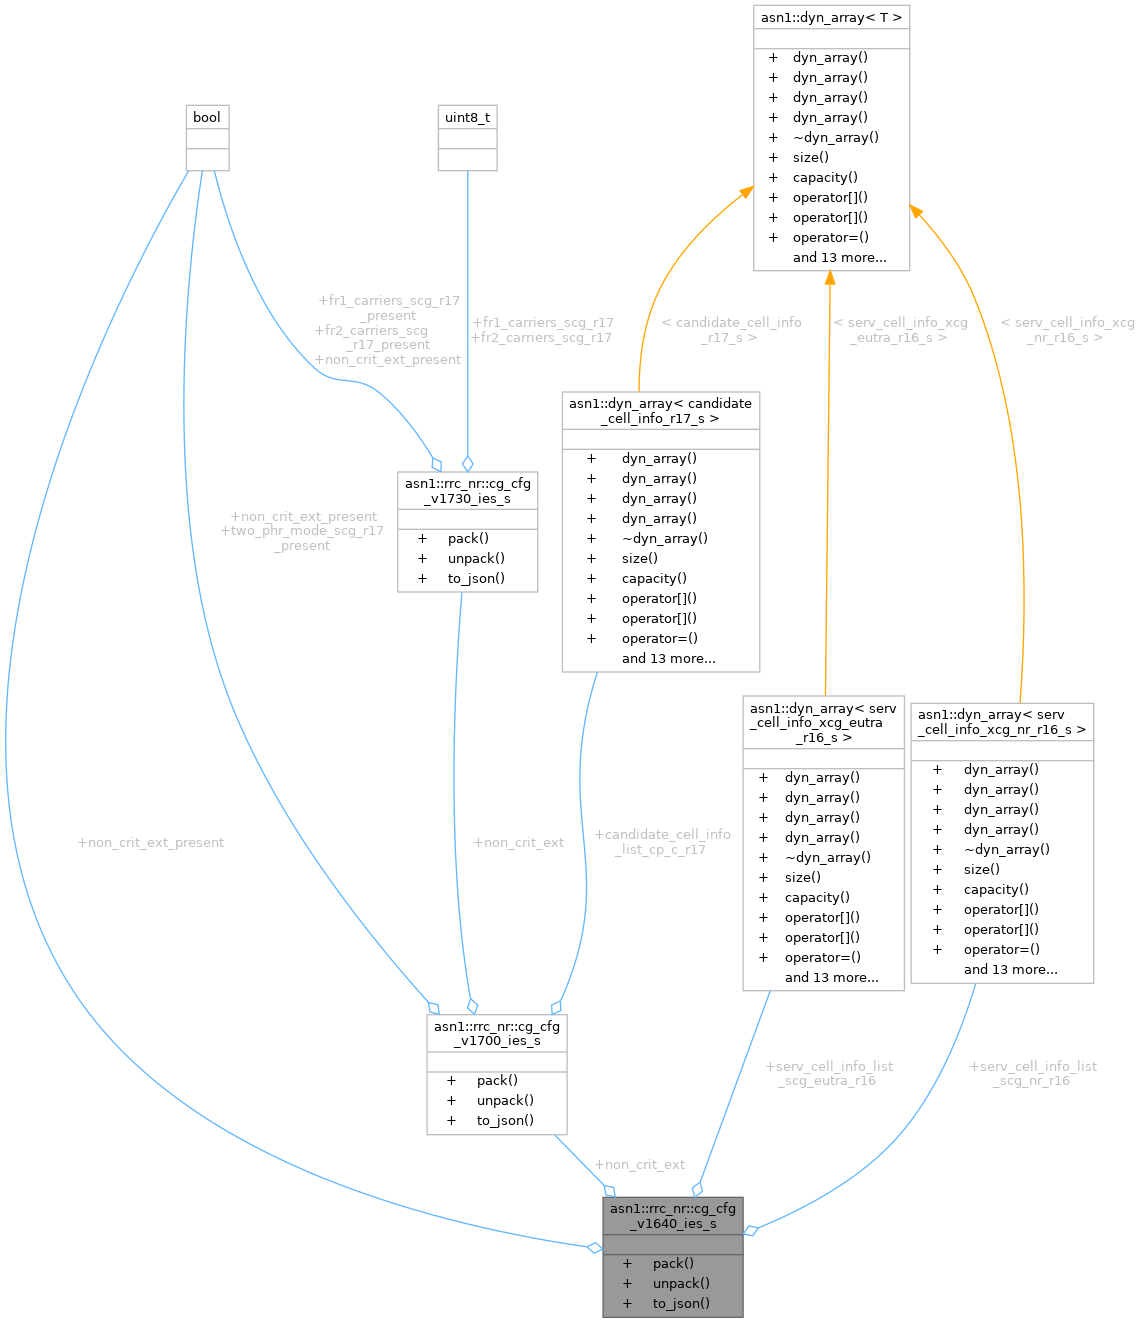 asn1::dyn_array< T >
+ dyn_array()
+ dyn_array()
+ dyn_array()
+ dyn_array()
+ ~dyn_array()
+ size()
+ capacity()
+ operator[]()
+ operator[]()
+ operator=()
and 13 more...
bool
uint8_t
+fr1_carriers_scg_r17
_present
+fr2_carriers_scg
_r17_present
+non_crit_ext_present
+fr1_carriers_scg_r17
+fr2_carriers_scg_r17
< candidate_cell_info
_r17_s >
< serv_cell_info_xcg
_eutra_r16_s >
< serv_cell_info_xcg
_nr_r16_s >
asn1::dyn_array< candidate
_cell_info_r17_s >
+ dyn_array()
+ dyn_array()
+ dyn_array()
+ dyn_array()
+ ~dyn_array()
+ size()
+ capacity()
+ operator[]()
+ operator[]()
+ operator=()
and 13 more...
asn1::rrc_nr::cg_cfg
_v1730_ies_s
+ pack()
+ unpack()
+ to_json()
+non_crit_ext_present
+two_phr_mode_scg_r17
_present
asn1::dyn_array< serv
_cell_info_xcg_eutra
_r16_s >
+ dyn_array()
+ dyn_array()
+ dyn_array()
+ dyn_array()
+ ~dyn_array()
+ size()
+ capacity()
+ operator[]()
+ operator[]()
+ operator=()
and 13 more...
asn1::dyn_array< serv
_cell_info_xcg_nr_r16_s >
+ dyn_array()
+ dyn_array()
+ dyn_array()
+ dyn_array()
+ ~dyn_array()
+ size()
+ capacity()
+ operator[]()
+ operator[]()
+ operator=()
and 13 more...
+non_crit_ext_present
+non_crit_ext
+candidate_cell_info
_list_cp_c_r17
asn1::rrc_nr::cg_cfg
_v1700_ies_s
+ pack()
+ unpack()
+ to_json()
+serv_cell_info_list
_scg_eutra_r16
+serv_cell_info_list
_scg_nr_r16
+non_crit_ext
asn1::rrc_nr::cg_cfg
_v1640_ies_s
+ pack()
+ unpack()
+ to_json()